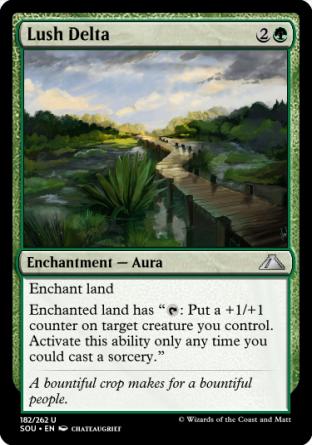 Lush Delta 2
Enchantment — Aura
Enchant land
Enchanted land has “: Put a +1/+1
counter on target creature you control.
Activate this ability only any time you
could cast a sorcery.”
A bountiful crop makes for a bountiful
people.
182/262 U
SOU • EN CHATEAUGRIEF
© Wizards of the Coast and Matt